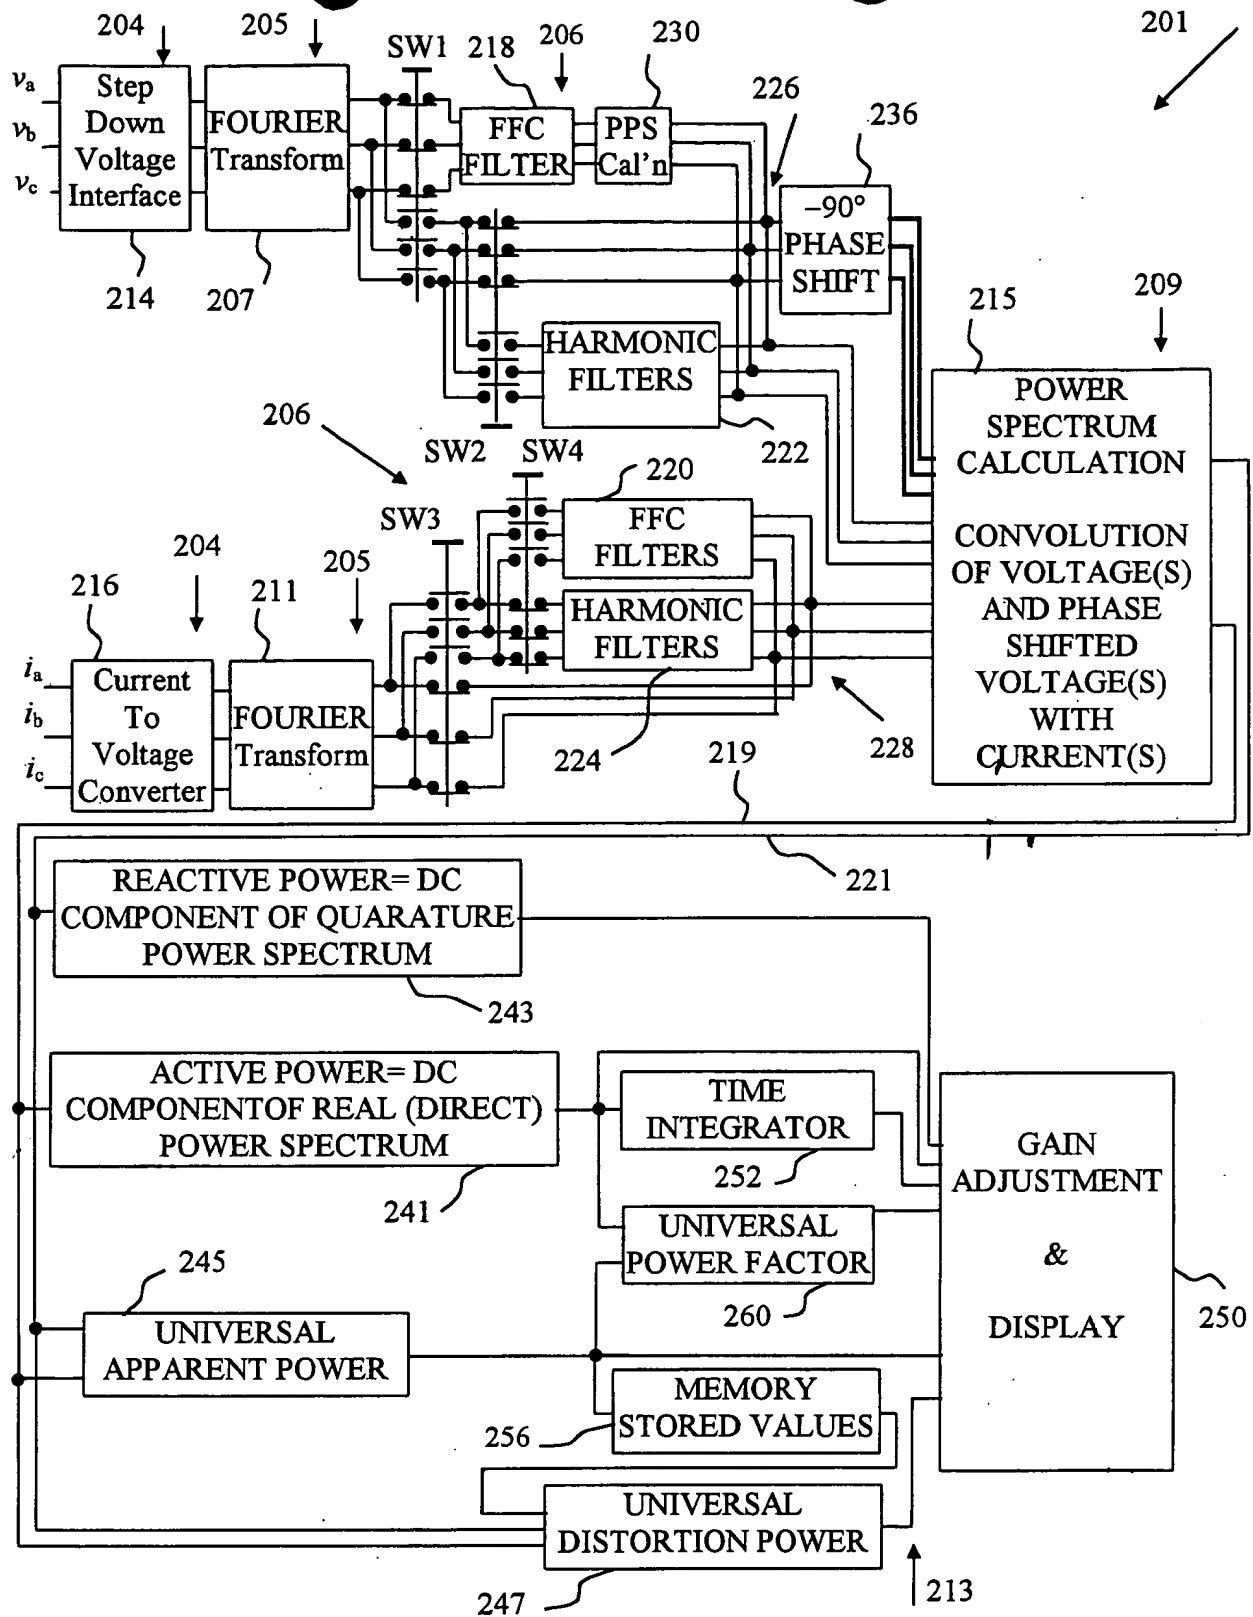 204
205
SW1
218
206
230
201
va
vb
vc
Step
Down
Voltage
Interface
FOURIER
Transform
FFC
FILTER
PPS
Cal'n
226
236
–90°
PHASE
SHIFT
214
207
215
209
HARMONIC
FILTERS
206
SW2
SW4
222
POWER
SPECTRUM
CALCULATION
CONVOLUTION
OF VOLTAGE(S)
AND PHASE
SHIFTED
VOLTAGE(S)
WITH
CURRENT(S)
220
SW3
FFC
FILTERS
204
205
216
211
HARMONIC
FILTERS
ia
ib
ic
Current
To
Voltage
Converter
FOURIER
Transform
224
228
219
221
REACTIVE POWER= DC
COMPONENT OF QUARATURE
POWER SPECTRUM
243
ACTIVE POWER= DC
COMPONENTOF REAL (DIRECT)
POWER SPECTRUM
241
TIME
INTEGRATOR
252
GAIN
ADJUSTMENT
&
DISPLAY
250
UNIVERSAL
POWER FACTOR
260
245
UNIVERSAL
APPARENT POWER
MEMORY
STORED VALUES
256
UNIVERSAL
DISTORTION POWER
247
213